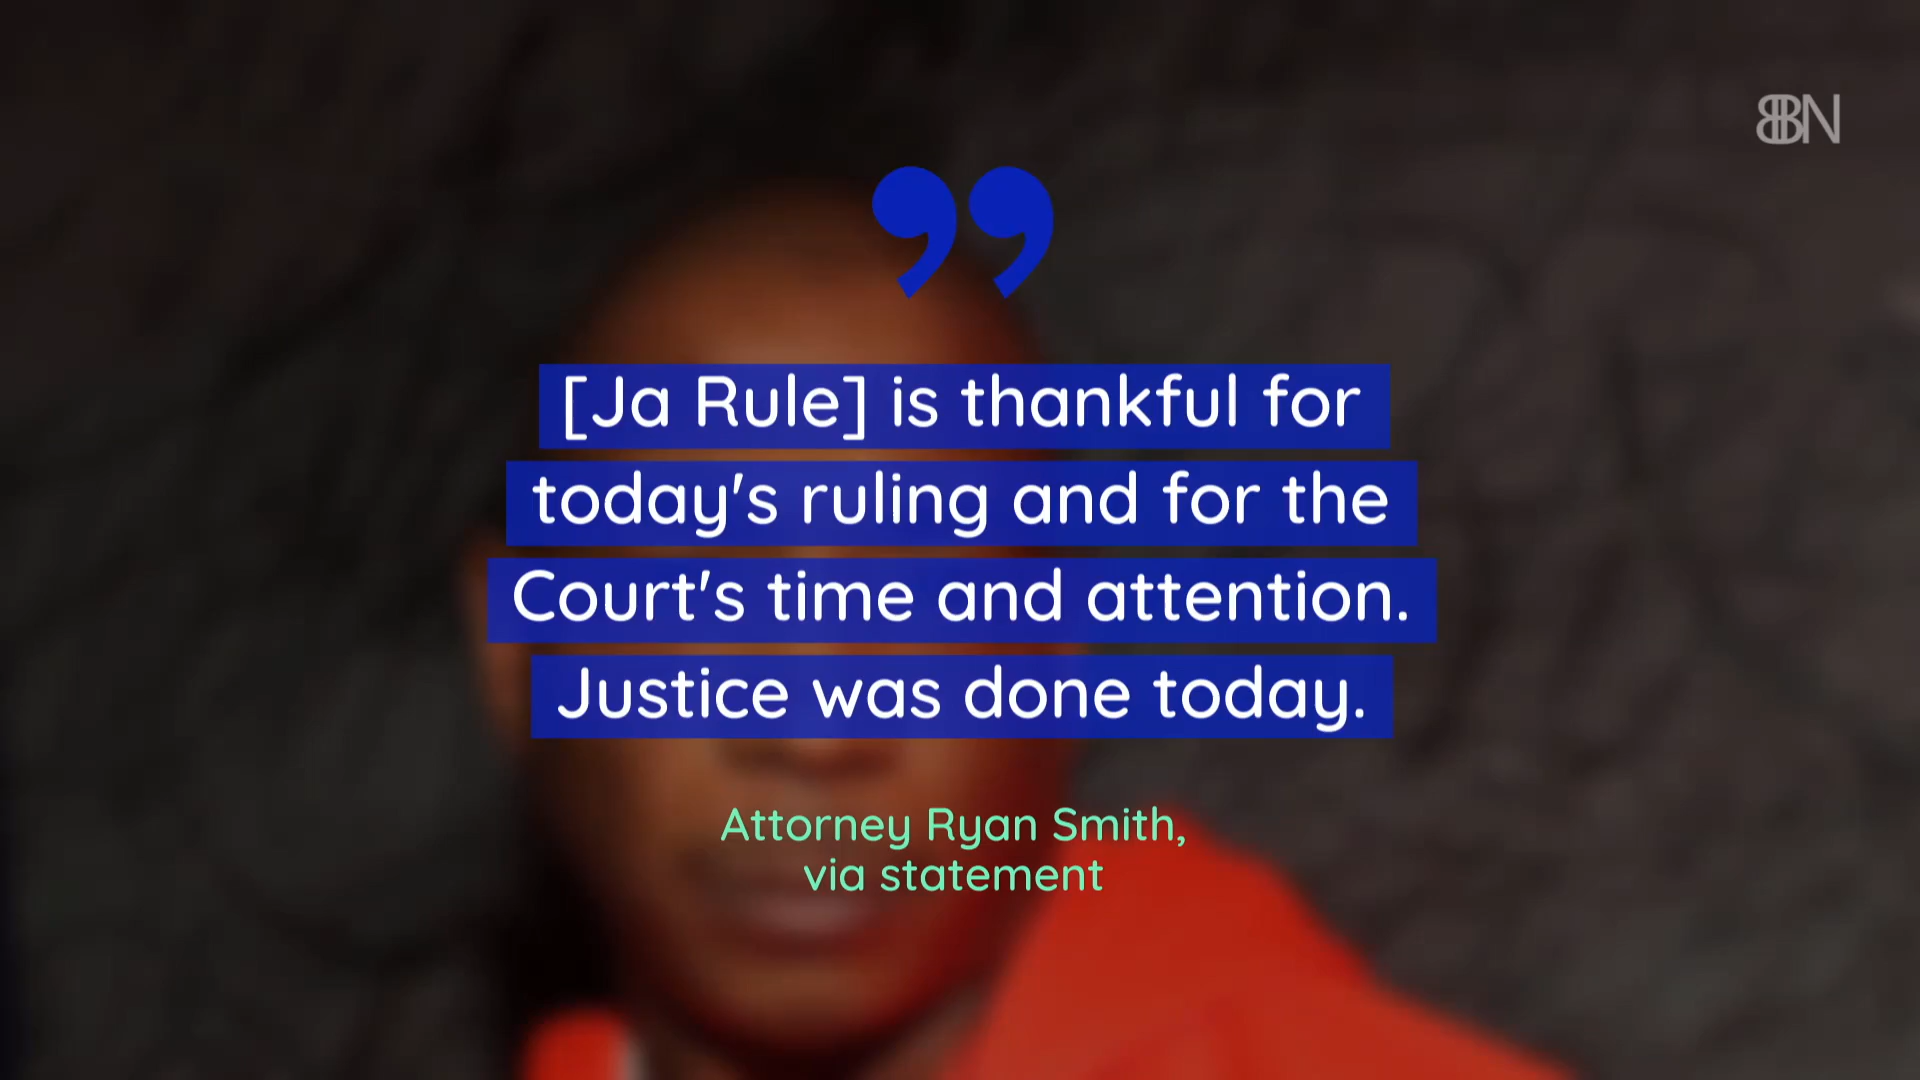 BBN
”
[Ja Rule] is thankful for
today's ruling and for the
Court's time and attention.
Justice was done today.
Attorney Ryan Smith,
via statement